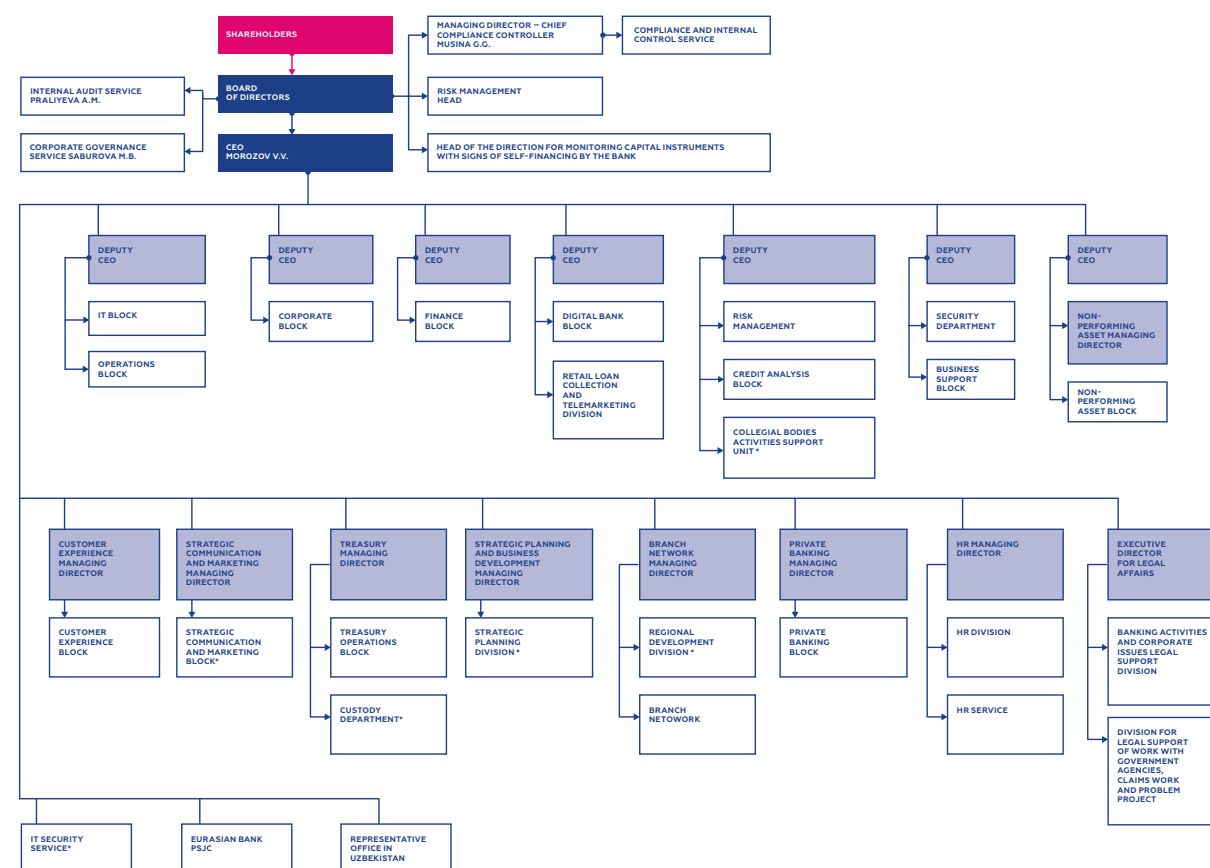 SHAREHOLDERS
MANAGING DIRECTOR – CHIEF
COMPLIANCE CONTROLLER
MUSINA G.G.
COMPLIANCE AND INTERNAL
CONTROL SERVICE
INTERNAL AUDIT SERVICE
PRALIYEVA A.M.
BOARD
OF DIRECTORS
RISK MANAGEMENT
HEAD
CORPORATE GOVERNANCE
SERVICE SABUROVA M.B.
CEO
MOROZOV V.V.
HEAD OF THE DIRECTION FOR MONITORING CAPITAL INSTRUMENTS
WITH SIGNS OF SELF-FINANCING BY THE BANK
DEPUTY
CEO
DEPUTY
CEO
DEPUTY
CEO
DEPUTY
CEO
DEPUTY
CEO
DEPUTY
CEO
DEPUTY
CEO
IT BLOCK
CORPORATE
BLOCK
FINANCE
BLOCK
DIGITAL BANK
BLOCK
RISK
MANAGEMENT
SECURITY
DEPARTMENT
NON-
PERFORMING
ASSET MANAGING
DIRECTOR
OPERATIONS
BLOCK
RETAIL LOAN
COLLECTION
AND
TELEMARKETING
DIVISION
CREDIT ANALYSIS
BLOCK
BUSINESS
SUPPORT
BLOCK
NON-
PERFORMING
ASSET BLOCK
COLLEGIAL BODIES
ACTIVITIES SUPPORT
UNIT *
CUSTOMER
EXPERIENCE
MANAGING
DIRECTOR
STRATEGIC
COMMUNICATION
AND MARKETING
MANAGING
DIRECTOR
TREASURY
MANAGING
DIRECTOR
STRATEGIC PLANNING
AND BUSINESS
DEVELOPMENT
MANAGING
DIRECTOR
BRANCH
NETWORK
MANAGING
DIRECTOR
PRIVATE
BANKING
MANAGING
DIRECTOR
HR MANAGING
DIRECTOR
EXECUTIVE
DIRECTOR
FOR LEGAL
AFFAIRS
CUSTOMER
EXPERIENCE
BLOCK
STRATEGIC
COMMUNICATION
AND MARKETING
BLOCK*
TREASURY
OPERATIONS
BLOCK
STRATEGIC
PLANNING
DIVISION *
REGIONAL
DEVELOPMENT
DIVISION *
PRIVATE
BANKING
BLOCK
HR DIVISION
BANKING ACTIVITIES
AND CORPORATE
ISSUES LEGAL
SUPPORT
DIVISION
CUSTODY
DEPARTMENT*
BRANCH
NETOWORK
HR SERVICE
DIVISION FOR
LEGAL SUPPORT
OF WORK WITH
GOVERNMENT
AGENCIES,
CLAIMS WORK
AND PROBLEM
PROJECT
IT SECURITY
SERVICE*
EURASIAN BANK
PSJC
REPRESENTATIVE
OFFICE IN
UZBEKISTAN